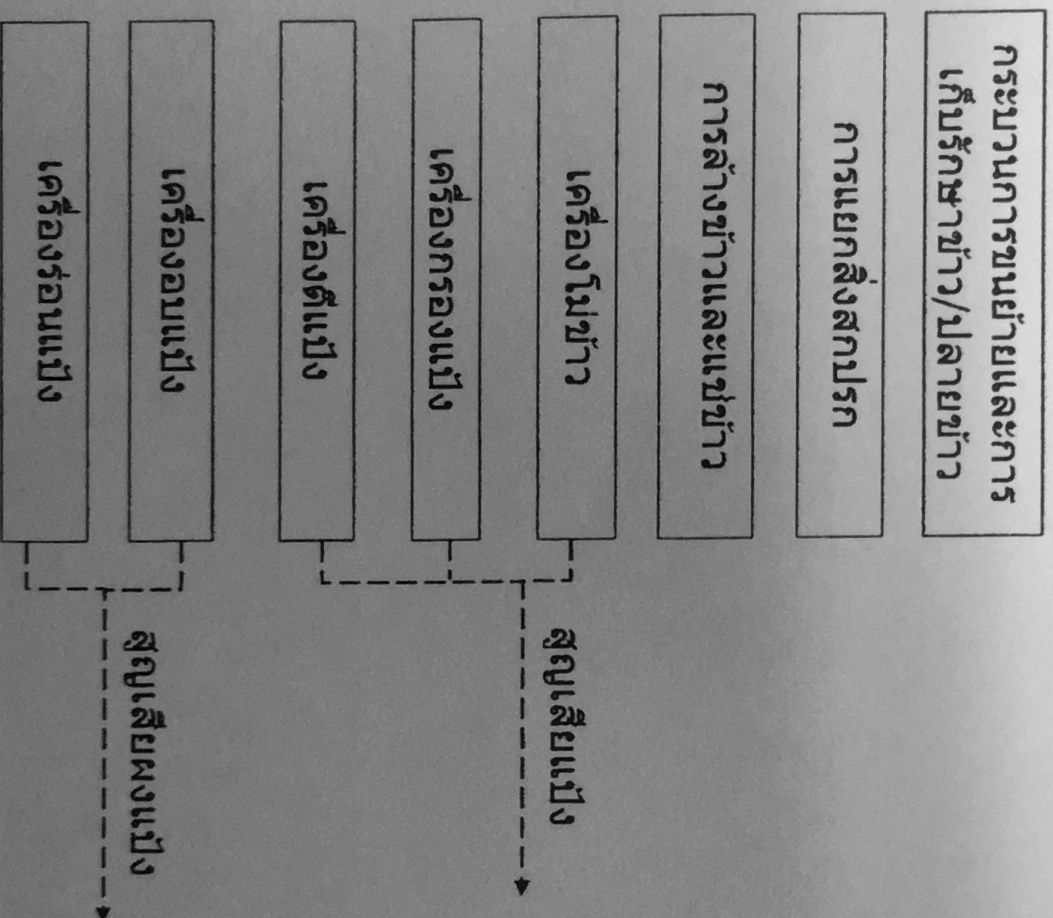 กระบวนการขนย้ายและการ
เก็บรักษาข้าว/ปลายข้าว
การแยกสิ่งสกปรก
การล้างข้าวและแช่ข้าว
เครื่องโม่ข้าว
สูญเสียแป้ง
เครื่องกรองแป้ง
เครื่องตีแป้ง
เครื่องอบแป้ง
สูญเสียผงแป้ง
เครื่องร่อนแป้ง